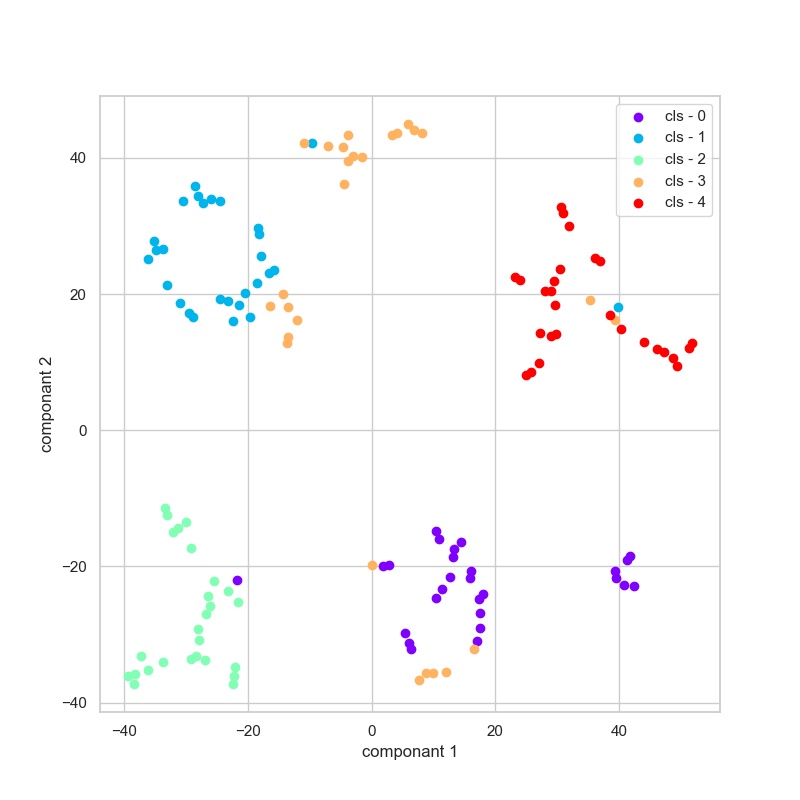 cls - 0
cls - 1
cls - 2
cls - 3
cls - 4
40
20
0
−20
−40
componant 2
−40
−20
0
20
40
componant 1